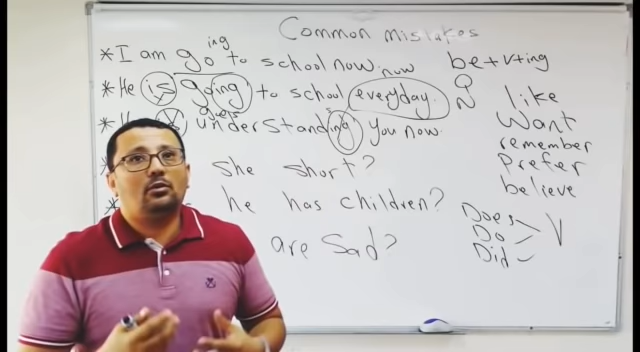 Common mistakes
* I am go ing to school now. now
* He is going to school everyday.
goes
* understanding you now.
* she short?
* he has children?
are sad?
be+v+ing
like
Want
remember
Prefer
believe
Does
Do V
Did